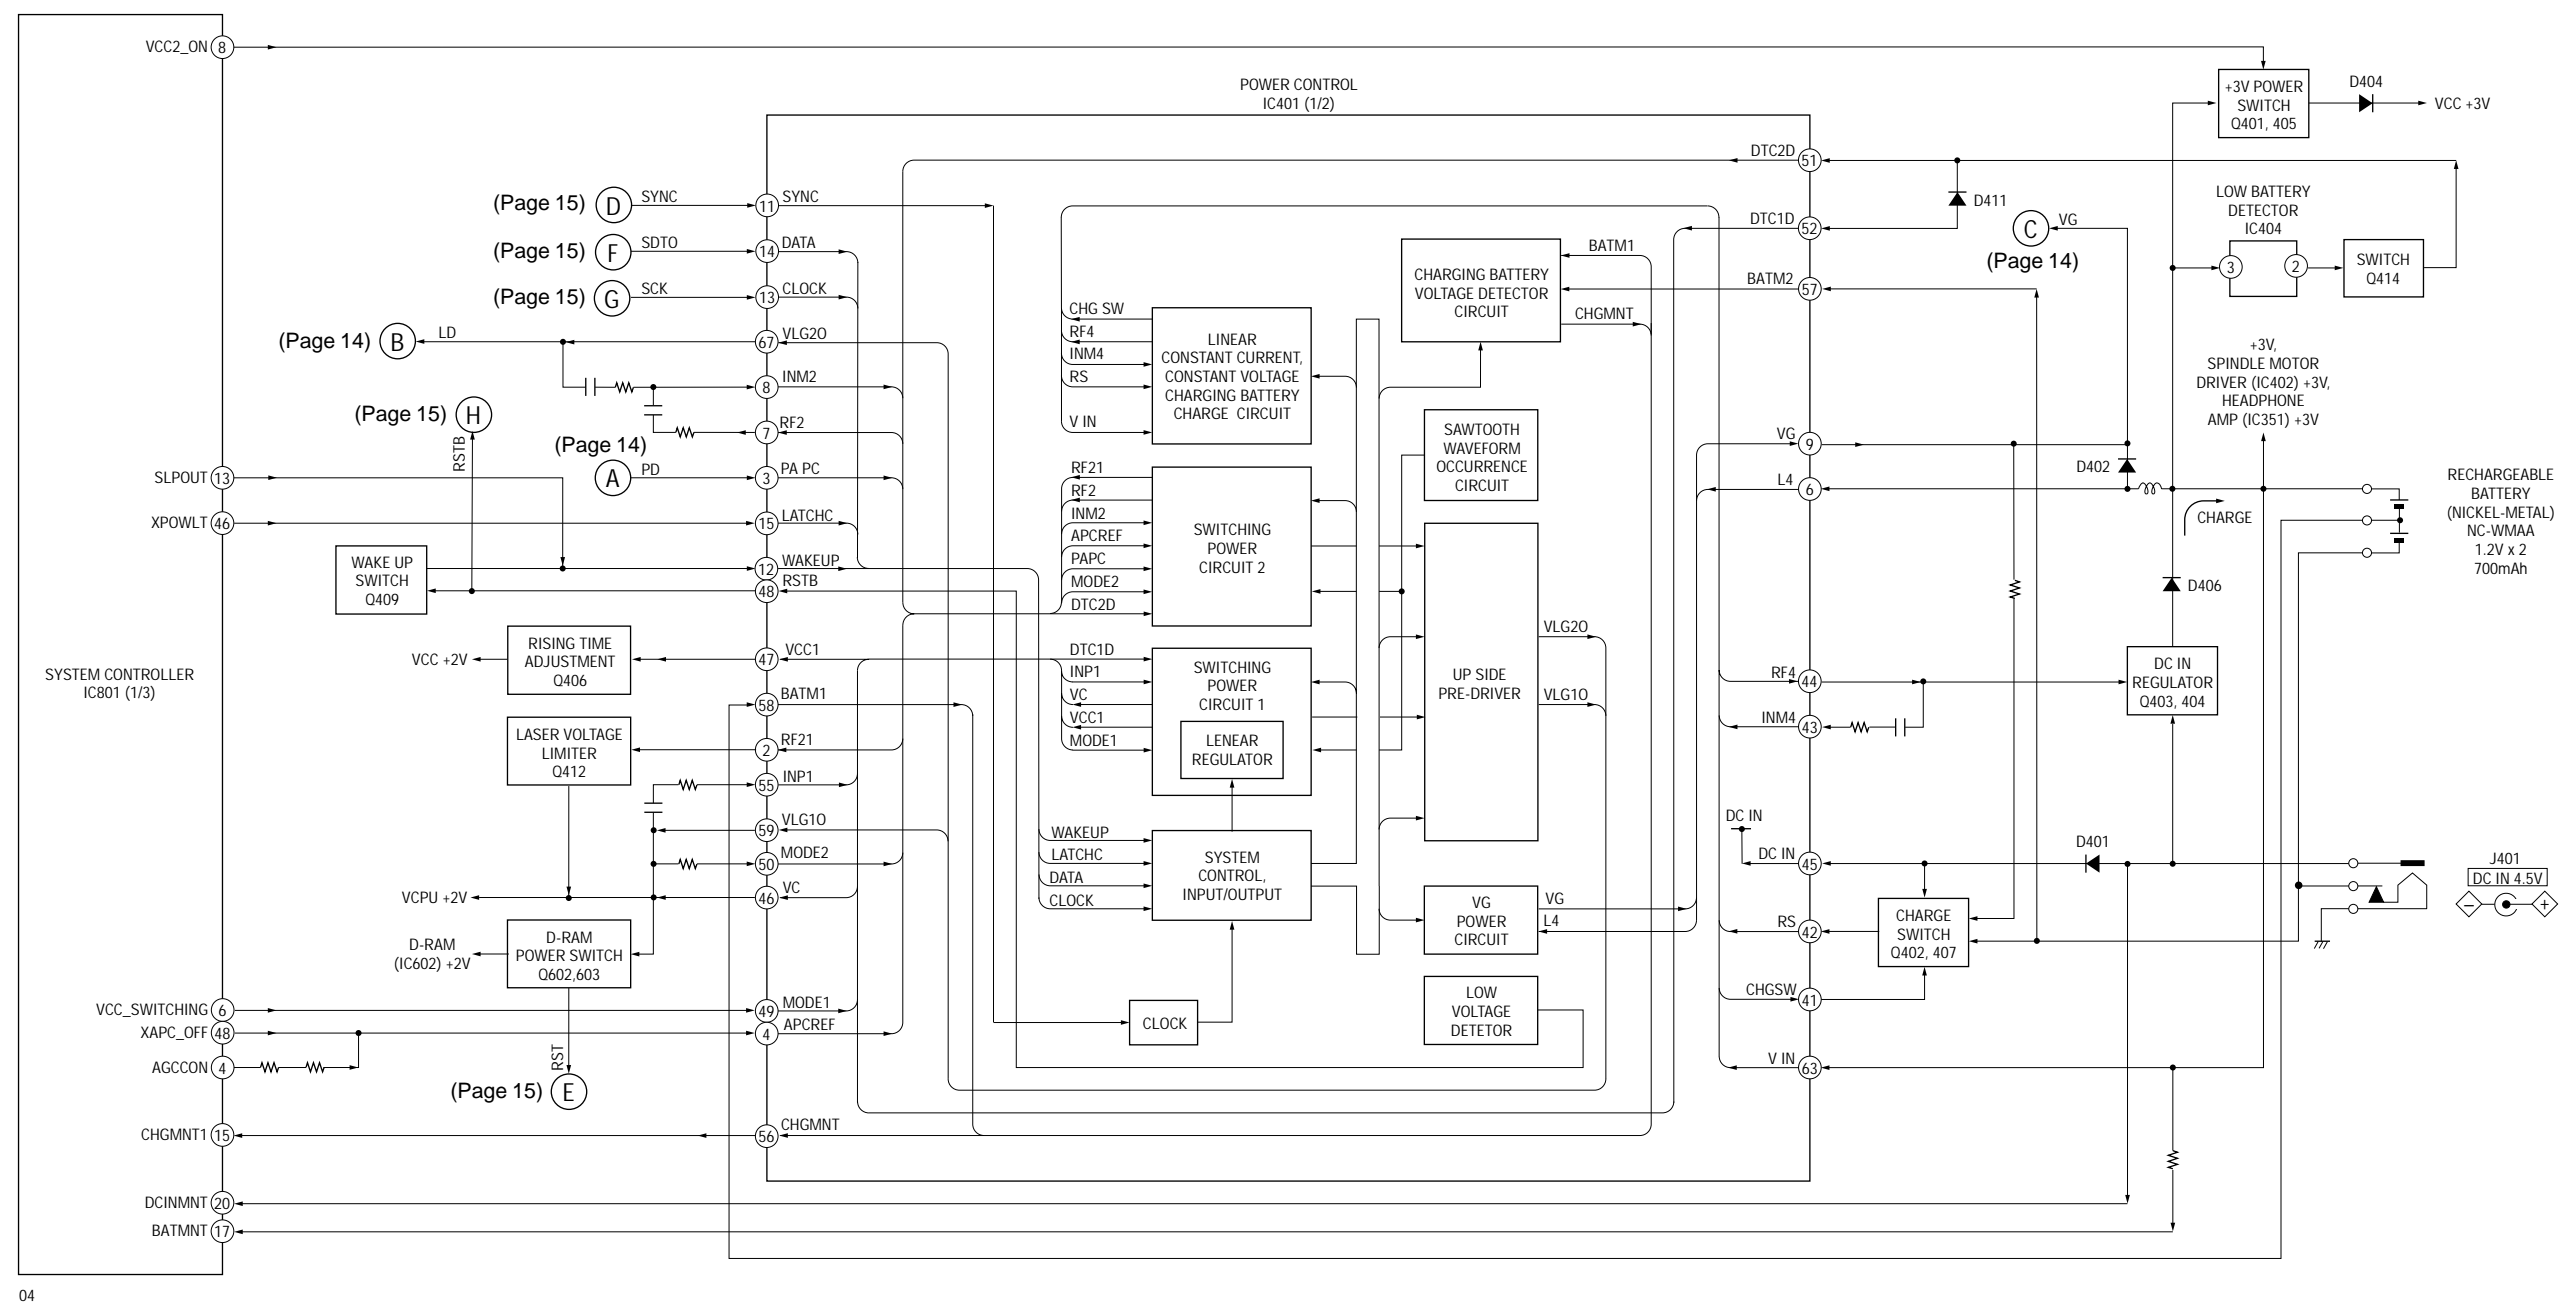 VCC2_ON 8
POWER CONTROL
IC401 (1/2)
+3V POWER
SWITCH
Q401, 405
D404
VCC +3V
DTC2D 51
(Page 15) D SYNC 11 SYNC
D411
LOW BATTERY
DETECTOR
IC404
3
2
SWITCH
Q414
DTC1D 52
C VG
(Page 14)
(Page 15) F SDTO 14 DATA
BATM1
CHARGING BATTERY
VOLTAGE DETECTOR
CIRCUIT
BATM2 57
CHGMNT
(Page 15) G SCK 13 CLOCK
(Page 14) B LD 67 VLG2O
8 INM2
7 RF2
(Page 15) H
RSTB
(Page 14)
A PD 3 PA PC
CHG SW
RF4
INM4
RS
V IN
LINEAR
CONSTANT CURRENT,
CONSTANT VOLTAGE
CHARGING BATTERY
CHARGE CIRCUIT
+3V,
SPINDLE MOTOR
DRIVER (IC402) +3V,
HEADPHONE
AMP (IC351) +3V
SAWTOOTH
WAVEFORM
OCCURRENCE
CIRCUIT
VG 9
D402
L4 6
CHARGE
RECHARGEABLE
BATTERY
(NICKEL-METAL)
NC-WMAA
1.2V x 2
700mAh
SLPOUT 13
XPOWLT 46
15 LATCHC
WAKE UP
SWITCH
Q409
12 WAKEUP
48 RSTB
RF21
RF2
INM2
APCREF
PAPC
MODE2
DTC2D
SWITCHING
POWER
CIRCUIT 2
D406
VCC +2V
RISING TIME
ADJUSTMENT
Q406
47 VCC1
DTC1D
INP1
VC
VCC1
MODE1
SWITCHING
POWER
CIRCUIT 1
LENEAR
REGULATOR
UP SIDE
PRE-DRIVER
VLG2O
VLG1O
RF4 44
INM4 43
DC IN
REGULATOR
Q403, 404
SYSTEM CONTROLLER
IC801 (1/3)
58 BATM1
LASER VOLTAGE
LIMITER
Q412
2 RF21
55 INP1
59 VLG1O
50 MODE2
VCPU +2V
46 VC
WAKEUP
LATCHC
DATA
CLOCK
SYSTEM
CONTROL,
INPUT/OUTPUT
DC IN
DC IN 45
D401
J401
DC IN 4.5V
− +
VG
POWER
CIRCUIT
VG
L4
RS 42
CHARGE
SWITCH
Q402, 407
D-RAM
(IC602) +2V
D-RAM
POWER SWITCH
Q602,603
VCC_SWITCHING 6
49 MODE1
XAPC_OFF 48
4 APCREF
AGCCON 4
RST
(Page 15) E
CLOCK
LOW
VOLTAGE
DETETOR
CHGSW 41
V IN 63
CHGMNT1 15
56 CHGMNT
DCINMNT 20
BATMNT 17
04